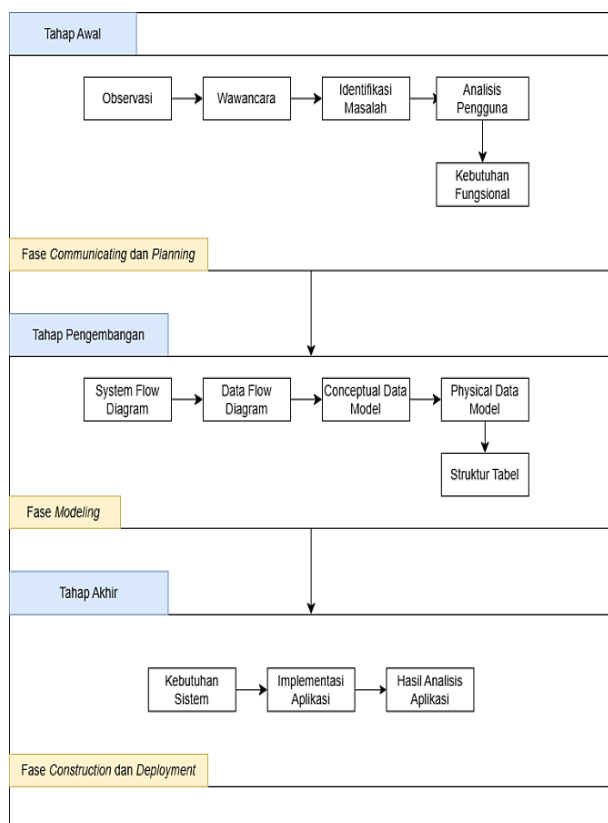 Tahap Awal
Observasi
Wawancara
Identifikasi
Masalah
Analisis
Pengguna
Kebutuhan
Fungsional
Fase Communicating dan Planning
Tahap Pengembangan
System Flow
Diagram
Data Flow
Diagram
Conceptual Data
Model
Physical Data
Model
Struktur Tabel
Fase Modeling
Tahap Akhir
Kebutuhan
Sistem
Implementasi
Aplikasi
Hasil Analisis
Aplikasi
Fase Construction dan Deployment